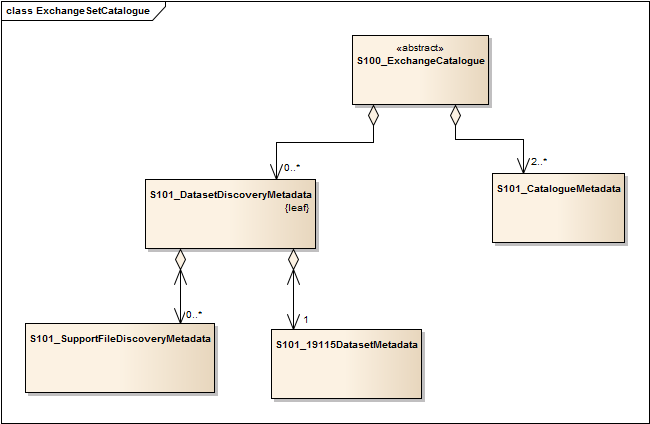 class ExchangeSetCatalogue
«abstract»
S100_ExchangeCatalogue
0..*
2..*
S101_DatasetDiscoveryMetadata
{leaf}
S101_CatalogueMetadata
0..*
1
S101_SupportFileDiscoveryMetadata
S101_19115DatasetMetadata